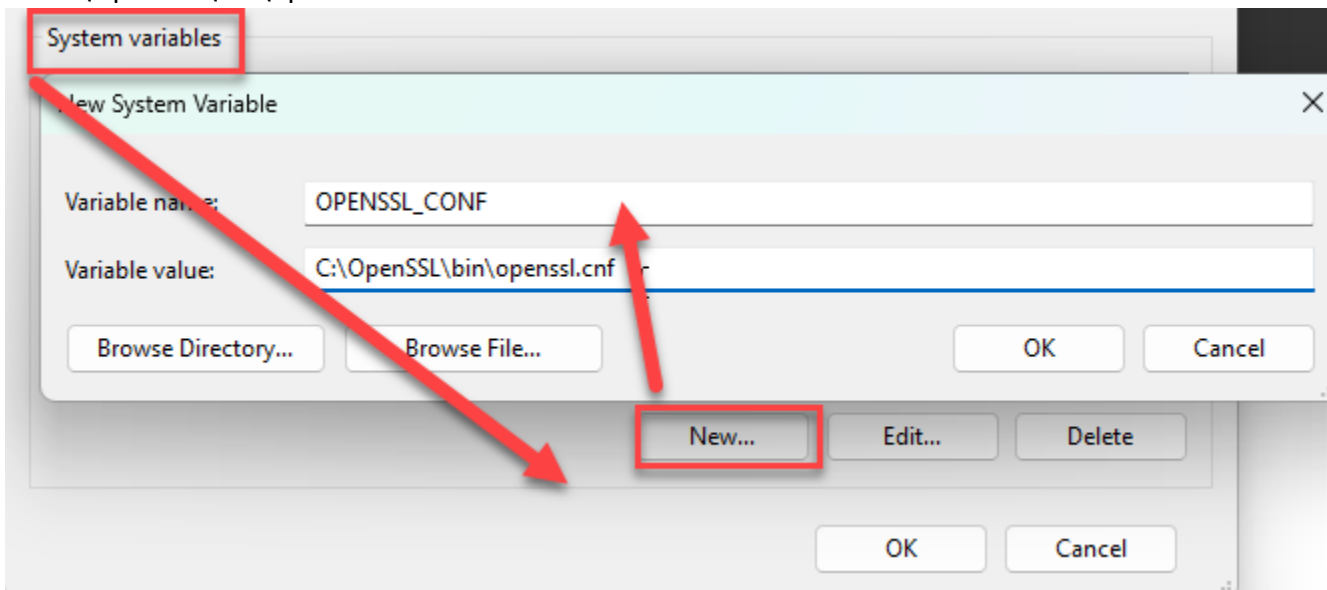 System variables
New System Variable
Variable name: OPENSSL_CONF
Variable value: C:\OpenSSL\bin\openssl.cnf
Browse Directory... Browse File... OK Cancel
New... Edit... Delete
OK Cancel